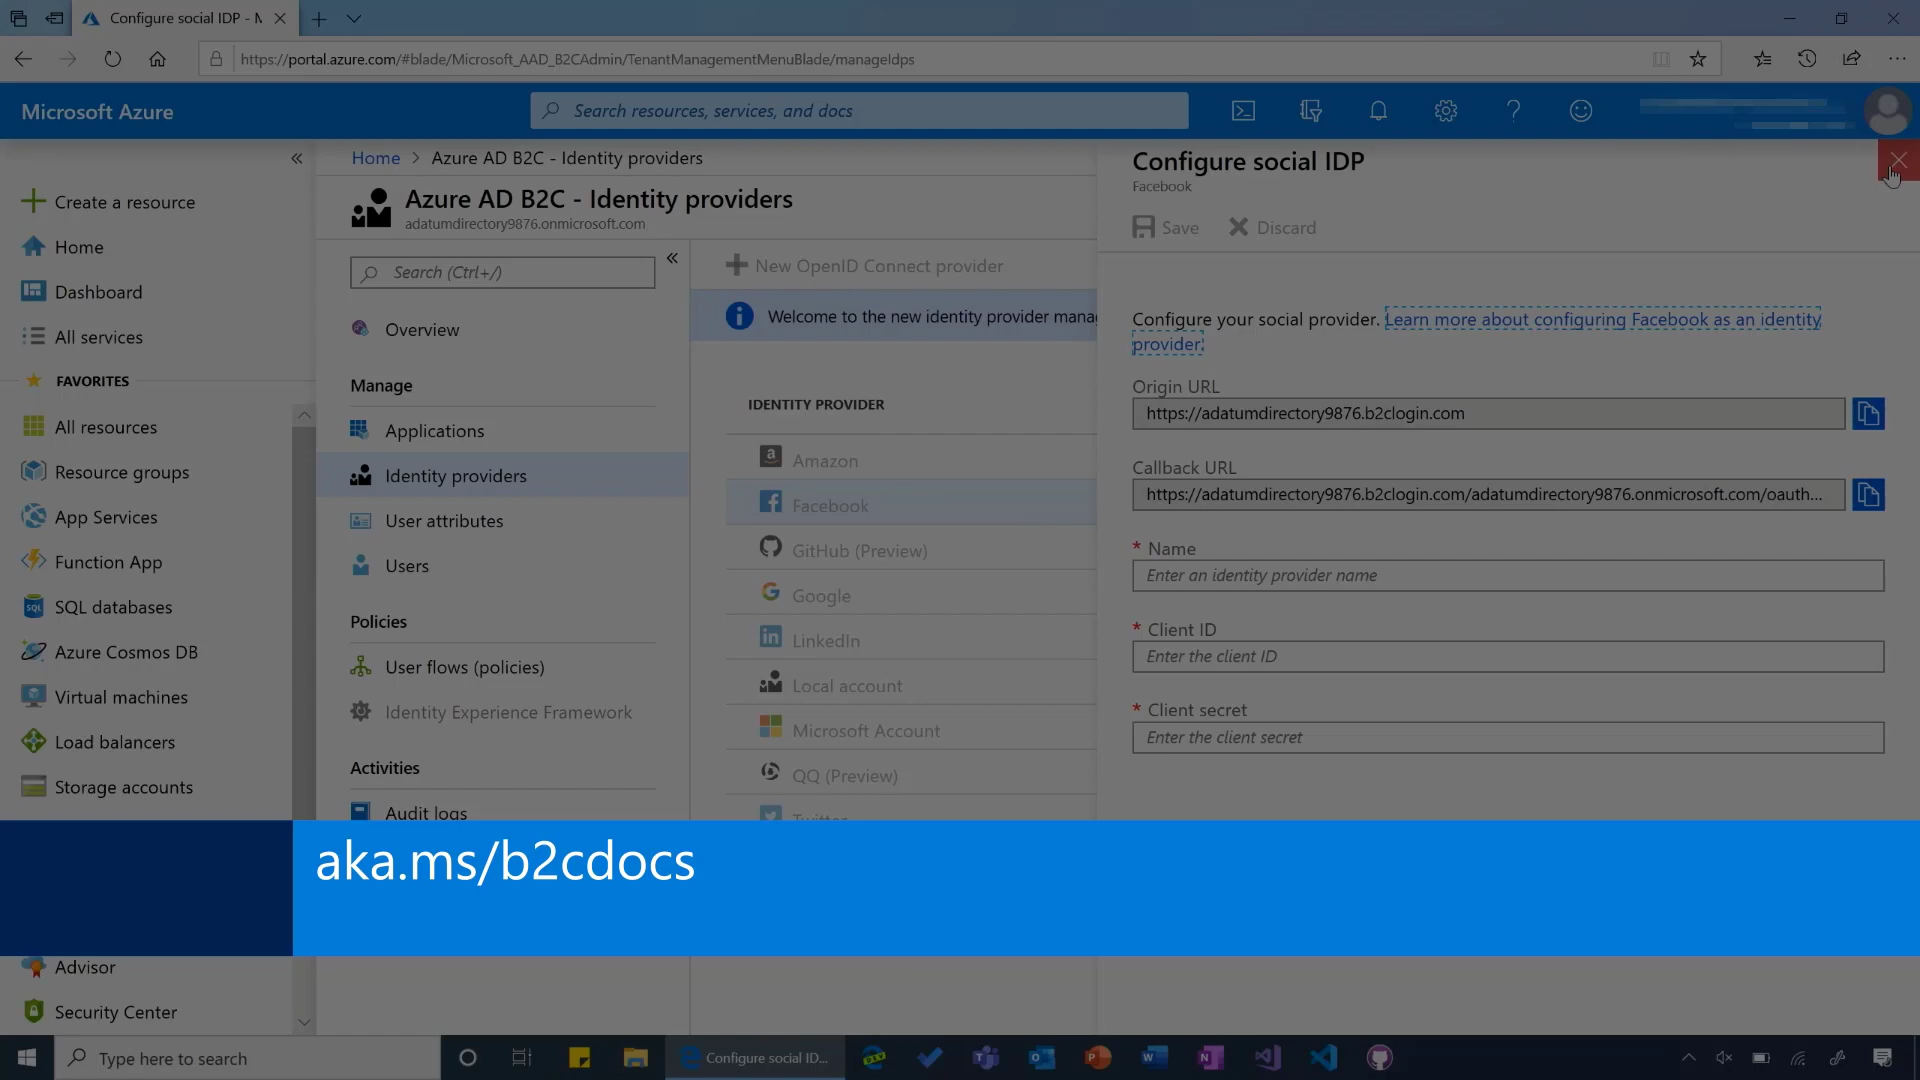 Configure social IDP - M
https://portal.azure.com/#blade/Microsoft_AAD_B2CAdmin/TenantManagementMenuBlade/manageIdps
Microsoft Azure
Search resources, services, and docs
Create a resource
Home
Dashboard
All services
FAVORITES
All resources
Resource groups
App Services
Function App
SQL databases
Azure Cosmos DB
Virtual machines
Load balancers
Storage accounts
Advisor
Security Center
Home > Azure AD B2C - Identity providers
Azure AD B2C - Identity providers
adatumdirectory9876.onmicrosoft.com
Search (Ctrl+/)
Overview
Manage
Applications
Identity providers
User attributes
Users
Policies
User flows (policies)
Identity Experience Framework
Activities
Audit logs
New OpenID Connect provider
Welcome to the new identity provider mana
IDENTITY PROVIDER
Amazon
Facebook
GitHub (Preview)
Google
LinkedIn
Local account
Microsoft Account
QQ (Preview)
Twitter
Configure social IDP
Facebook
Save
Discard
Configure your social provider. Learn more about configuring Facebook as an identity
provider.
Origin URL
https://adatumdirectory9876.b2clogin.com
Callback URL
https://adatumdirectory9876.b2clogin.com/adatumdirectory9876.onmicrosoft.com/oauth...
* Name
Enter an identity provider name
* Client ID
Enter the client ID
* Client secret
Enter the client secret
aka.ms/b2cdocs
Type here to search
Configure social ID...